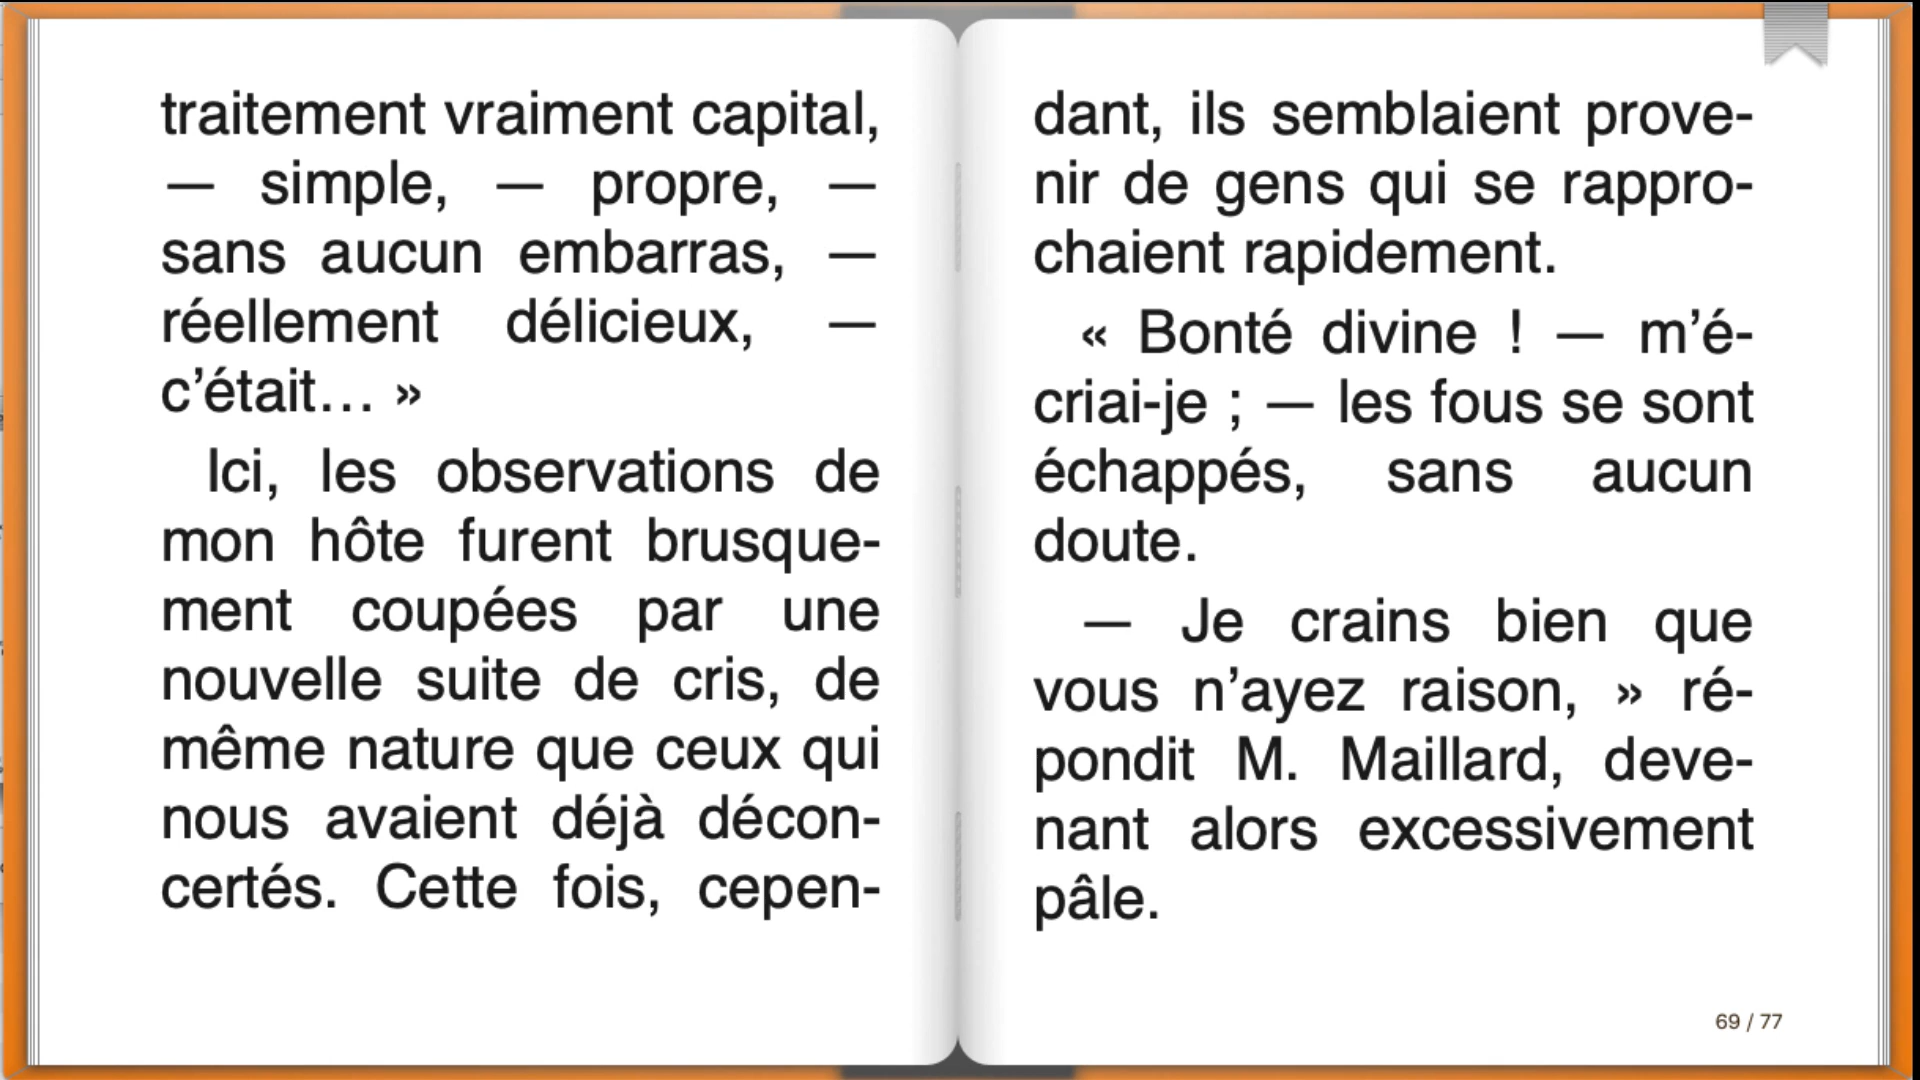 traitement vraiment capital,
— simple, — propre, —
sans aucun embarras, —
réellement délicieux, —
c’était… »
Ici, les observations de
mon hôte furent brusque-
ment coupées par une
nouvelle suite de cris, de
même nature que ceux qui
nous avaient déjà décon-
certés. Cette fois, cepen-
dant, ils semblaient prove-
nir de gens qui se rappro-
chaient rapidement.
« Bonté divine ! — m’é-
criai-je ; — les fous se sont
échappés, sans aucun
doute.
— Je crains bien que
vous n’ayez raison, » ré-
pondit M. Maillard, deve-
nant alors excessivement
pâle.
69 / 77